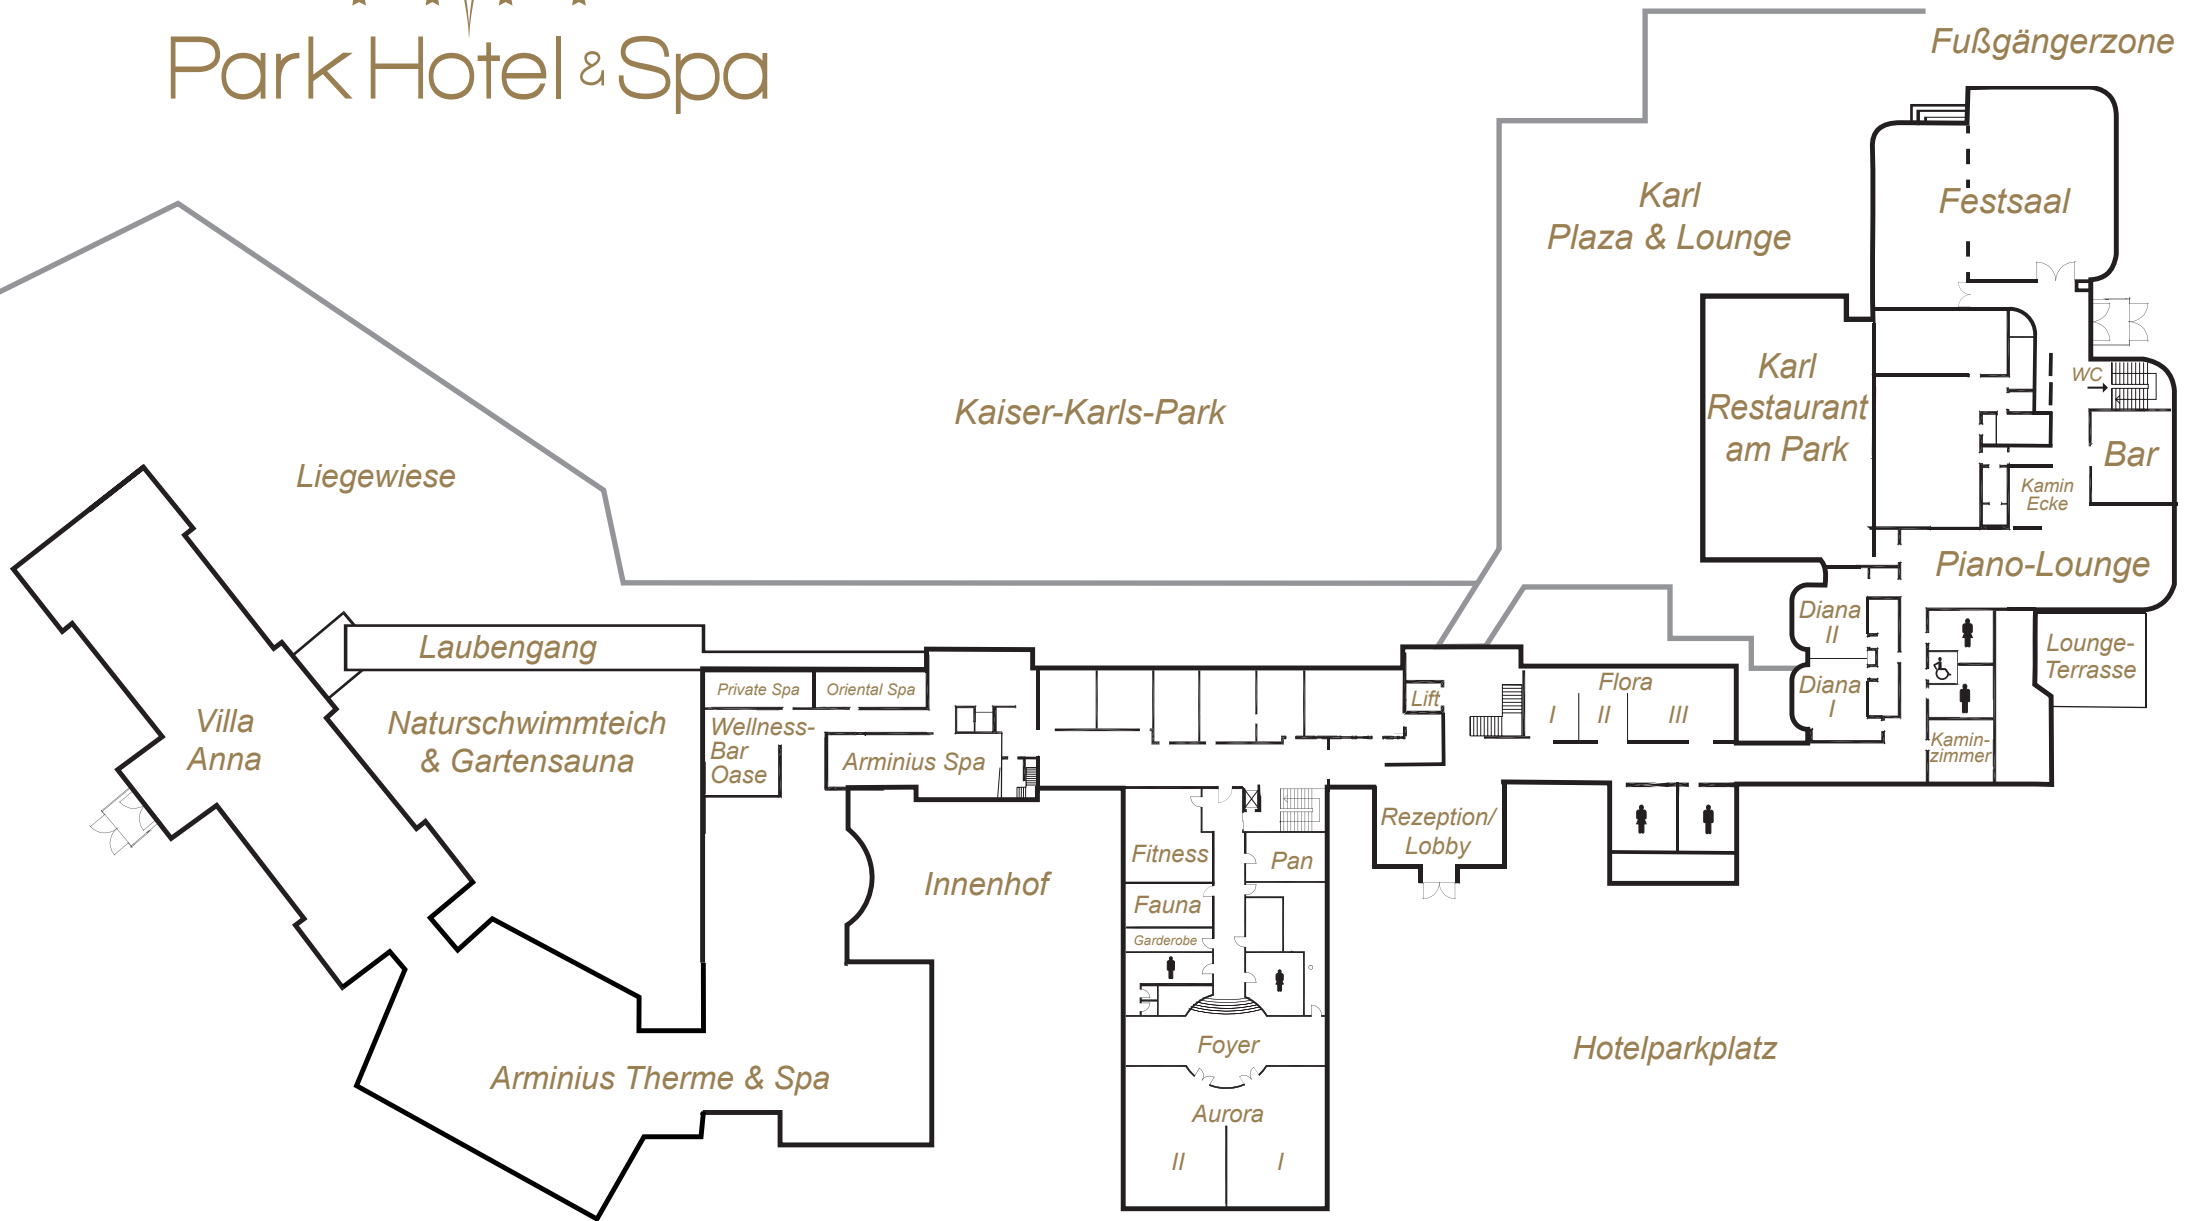 Park Hotel & Spa
Fußgängerzone
Karl
Plaza & Lounge
Festsaal
Karl
Restaurant
am Park
WC
Bar
Kamin
Ecke
Kaiser-Karls-Park
Liegewiese
Piano-Lounge
Diana
II
Lounge-
Terrasse
Diana
I
Kamin-
zimmer
Laubengang
Private Spa
Oriental Spa
Villa
Anna
Naturschwimmteich
& Gartensauna
Wellness-
Bar
Oase
Arminius Spa
Lift
Flora
I
II
III
Rezeption/
Lobby
Innenhof
Fitness
Pan
Fauna
Garderobe
Foyer
Aurora
II
I
Hotelparkplatz
Arminius Therme & Spa